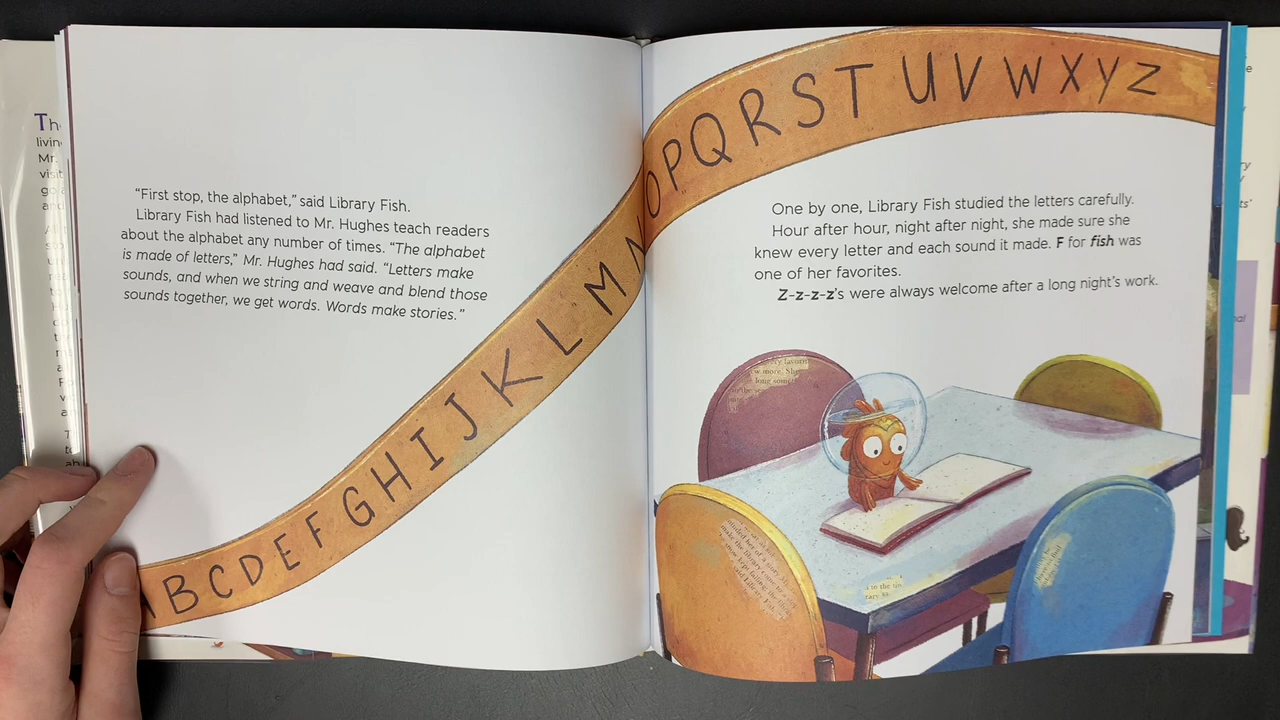 “First stop, the alphabet,” said Library Fish.
Library Fish had listened to Mr. Hughes teach readers
about the alphabet any number of times. “The alphabet
is made of letters,” Mr. Hughes had said. “Letters make
sounds, and when we string and weave and blend those
sounds together, we get words. Words make stories.”
A B C D E F G H I J K L M N O P Q R S T U V W X Y Z
One by one, Library Fish studied the letters carefully.
Hour after hour, night after night, she made sure she
knew every letter and each sound it made. F for fish was
one of her favorites.
Z-z-z-z’s were always welcome after a long night’s work.